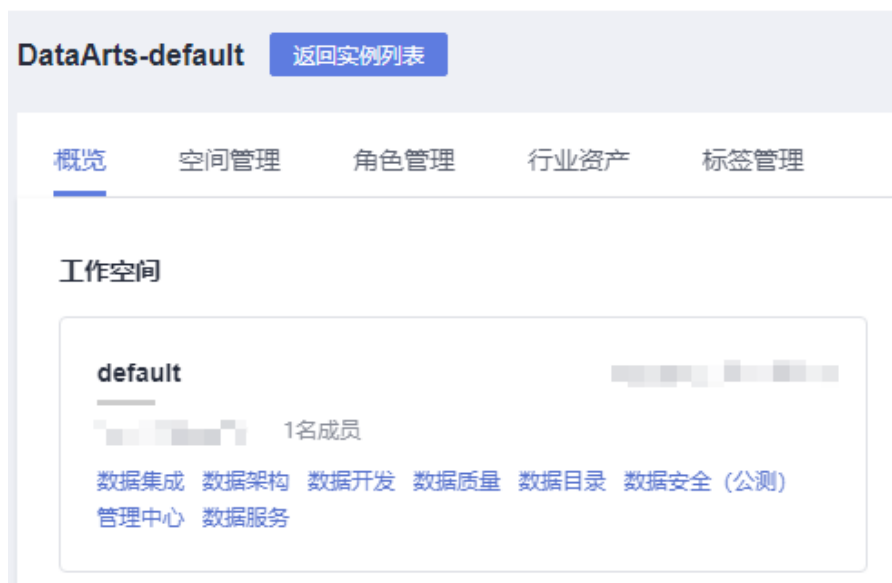 DataArts-default 返回实例列表
概览 空间管理 角色管理 行业资产 标签管理
工作空间
default
1名成员
数据集成 数据架构 数据开发 数据质量 数据目录 数据安全（公测）
管理中心 数据服务